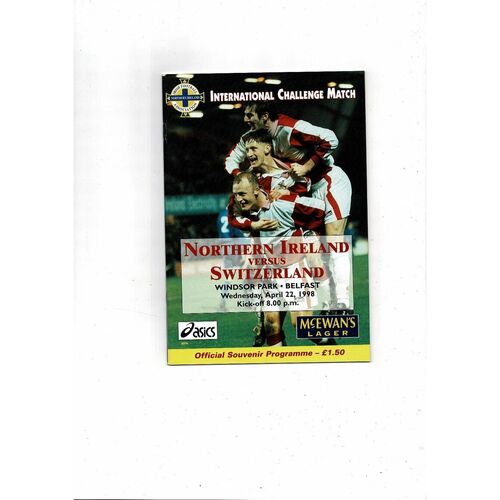 INTERNATIONAL CHALLENGE MATCH
NORTHERN IRELAND
VERSUS
SWITZERLAND
WINDSOR PARK • BELFAST
Wednesday, April 22, 1998
Kick-off 8.00 p.m.
asics
McEWAN'S
LAGER
Official Souvenir Programme – £1.50